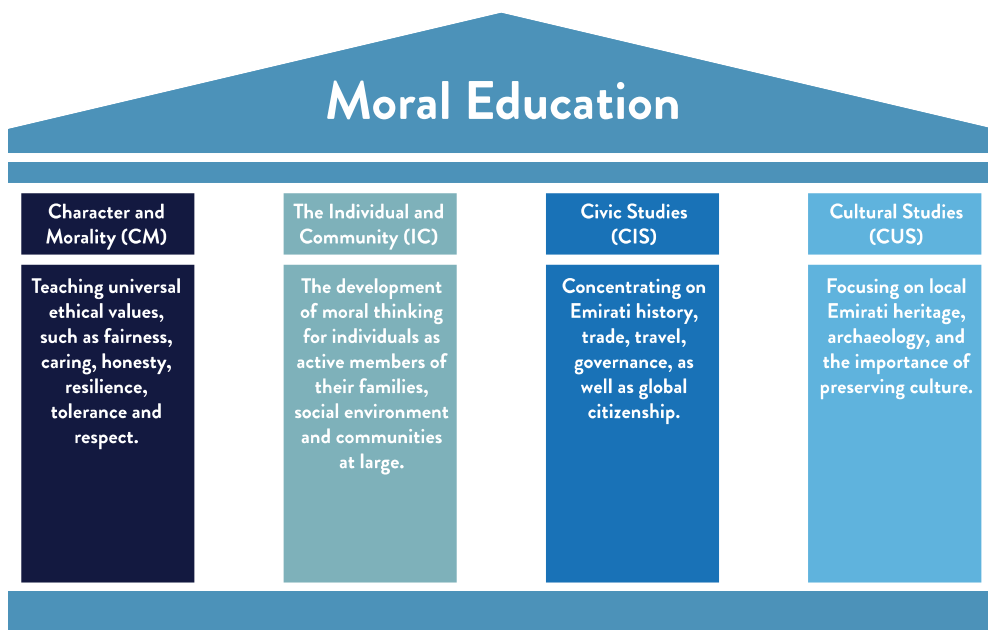 Moral Education
Character and
Morality (CM)
Teaching universal
ethical values,
such as fairness,
caring, honesty,
resilience,
tolerance and
respect.
The Individual and
Community (IC)
The development
of moral thinking
for individuals as
active members of
their families,
social environment
and communities
at large.
Civic Studies
(CIS)
Concentrating on
Emirati history,
trade, travel,
governance, as
well as global
citizenship.
Cultural Studies
(CUS)
Focusing on local
Emirati heritage,
archaeology, and
the importance of
preserving culture.